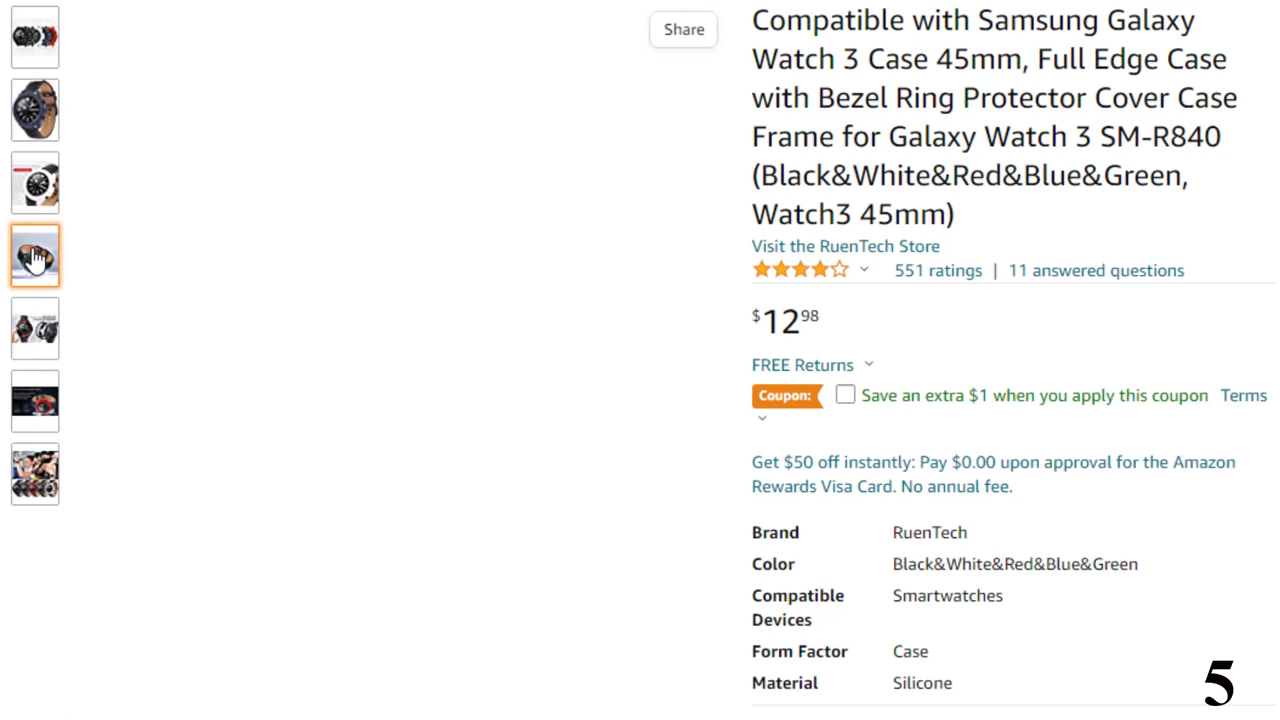 Share
Compatible with Samsung Galaxy
Watch 3 Case 45mm, Full Edge Case
with Bezel Ring Protector Cover Case
Frame for Galaxy Watch 3 SM-R840
(Black&White&Red&Blue&Green,
Watch3 45mm)
Visit the RuenTech Store
551 ratings | 11 answered questions
$12 98
FREE Returns
Coupon: Save an extra $1 when you apply this coupon Terms
Get $50 off instantly: Pay $0.00 upon approval for the Amazon
Rewards Visa Card. No annual fee.
Brand RuenTech
Color Black&White&Red&Blue&Green
Compatible Smartwatches
Devices
Form Factor Case
Material Silicone
5